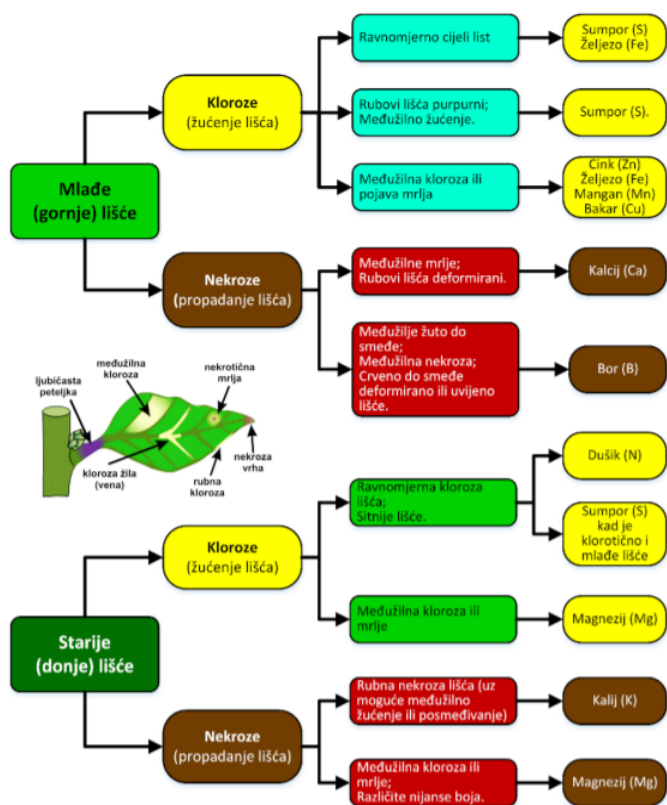 Mlađe
(gornje) lišće
Kloroze
(žućenje lišća)
Ravnomjerno cijeli list
Sumpor (S)
Željezo (Fe)
Rubovi lišća purpurni;
Međužilno žućenje.
Sumpor (S).
Međužilna kloroza ili
pojava mrlja
Cink (Zn)
Željezo (Fe)
Mangan (Mn)
Bakar (Cu)
Nekroze
(propadanje lišća)
Međužilne mrlje;
Rubovi lišća deformirani.
Kalcij (Ca)
Međužilje žuto do
smeđe;
Međužilna nekroza;
Crveno do smeđe
deformirano ili uvijeno
lišće.
Bor (B)
ljubičasta
peteljka
međužilna
kloroza
nekrotična
mrlja
kloroza žila
(vena)
rubna
kloroza
nekroza
vrha
Starije
(donje) lišće
Kloroze
(žućenje lišća)
Ravnomjerna kloroza
lišća;
Sitnije lišće.
Dušik (N)
Sumpor (S)
kad je
klorotično i
mlađe lišće
Međužilna kloroza ili
mrlje
Magnezij (Mg)
Nekroze
(propadanje lišća)
Rubna nekroza lišća (uz
moguće međužilno
žućenje ili posmeđivanje)
Kalij (K)
Međužilna kloroza ili
mrlje;
Različite nijanse boja.
Magnezij (Mg)